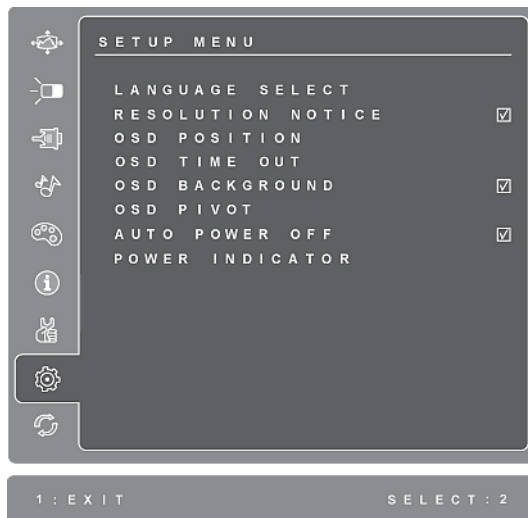 SETUP MENU
LANGUAGE SELECT
RESOLUTION NOTICE
OSD POSITION
OSD TIME OUT
OSD BACKGROUND
OSD PIVOT
AUTO POWER OFF
POWER INDICATOR
1:EXIT SELECT:2